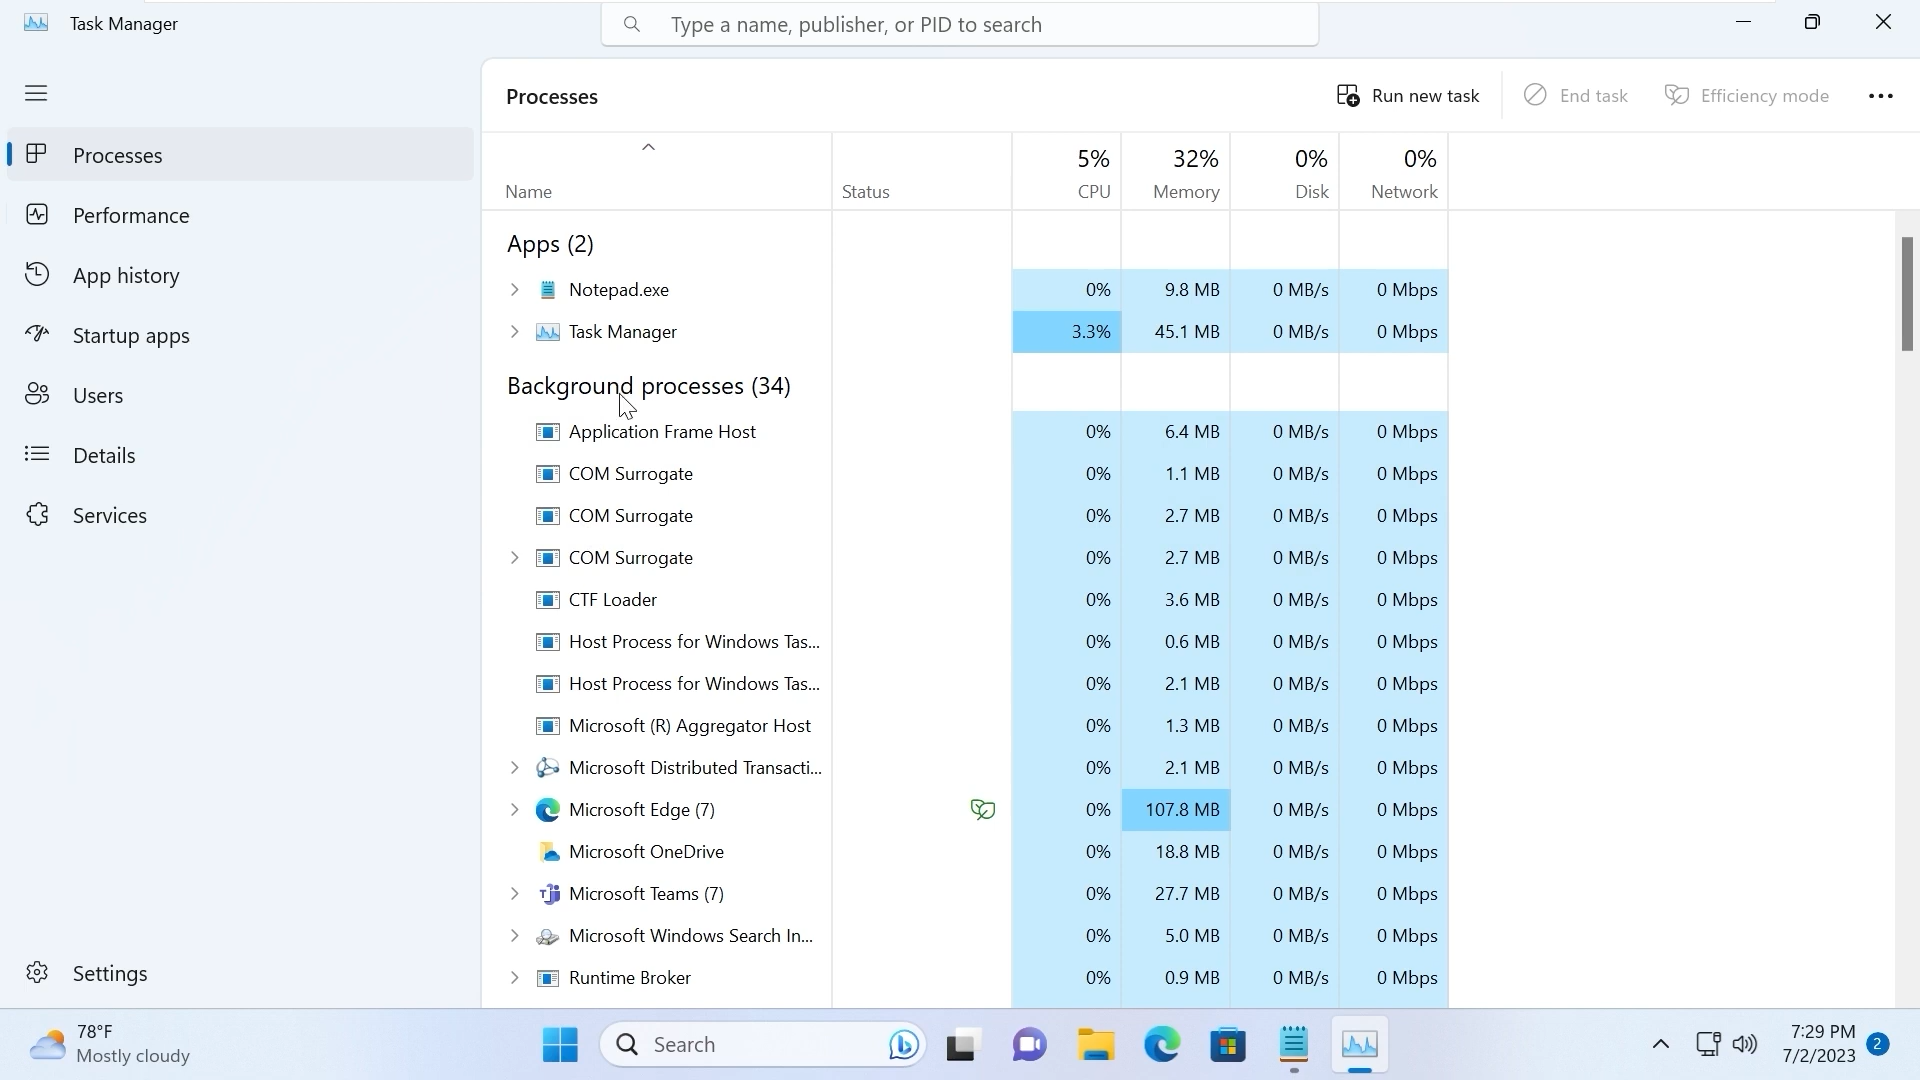 Task Manager
Type a name, publisher, or PID to search
Processes
Performance
App history
Startup apps
Users
Details
Services
Settings
Processes
Run new task
End task
Efficiency mode
Name Status 5% CPU 32% Memory 0% Disk 0% Network
Apps (2)
Notepad.exe 0% 9.8 MB 0 MB/s 0 Mbps
Task Manager 3.3% 45.1 MB 0 MB/s 0 Mbps
Background processes (34)
Application Frame Host 0% 6.4 MB 0 MB/s 0 Mbps
COM Surrogate 0% 1.1 MB 0 MB/s 0 Mbps
COM Surrogate 0% 2.7 MB 0 MB/s 0 Mbps
COM Surrogate 0% 2.7 MB 0 MB/s 0 Mbps
CTF Loader 0% 3.6 MB 0 MB/s 0 Mbps
Host Process for Windows Tas... 0% 0.6 MB 0 MB/s 0 Mbps
Host Process for Windows Tas... 0% 2.1 MB 0 MB/s 0 Mbps
Microsoft (R) Aggregator Host 0% 1.3 MB 0 MB/s 0 Mbps
Microsoft Distributed Transacti... 0% 2.1 MB 0 MB/s 0 Mbps
Microsoft Edge (7) 0% 107.8 MB 0 MB/s 0 Mbps
Microsoft OneDrive 0% 18.8 MB 0 MB/s 0 Mbps
Microsoft Teams (7) 0% 27.7 MB 0 MB/s 0 Mbps
Microsoft Windows Search In... 0% 5.0 MB 0 MB/s 0 Mbps
Runtime Broker 0% 0.9 MB 0 MB/s 0 Mbps
78°F
Mostly cloudy
Search
7:29 PM
7/2/2023
2